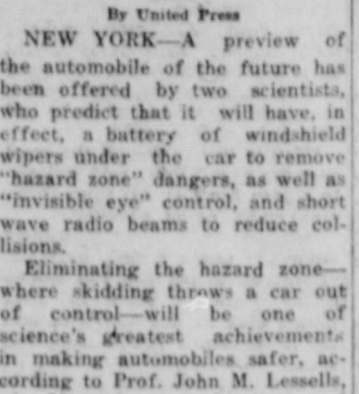 By United Press
NEW YORK—A preview of
the automobile of the future has
been offered by two scientists,
who predict that it will have, in
effect, a battery of windshield
wipers under the car to remove
"hazard zone" dangers, as well as
"invisible eye" control, and short
wave radio beams to reduce col-
lisions.
Eliminating the hazard zone—
where skidding throws a car out
of control—will be one of
science's greatest achievements
in making automobiles safer, ac-
cording to Prof. John M. Lessells,